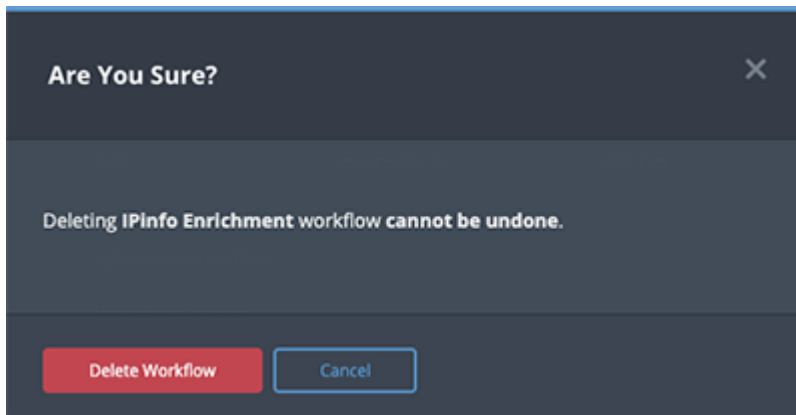 Are You Sure?
Deleting IPinfo Enrichment workflow cannot be undone.
Delete Workflow
Cancel